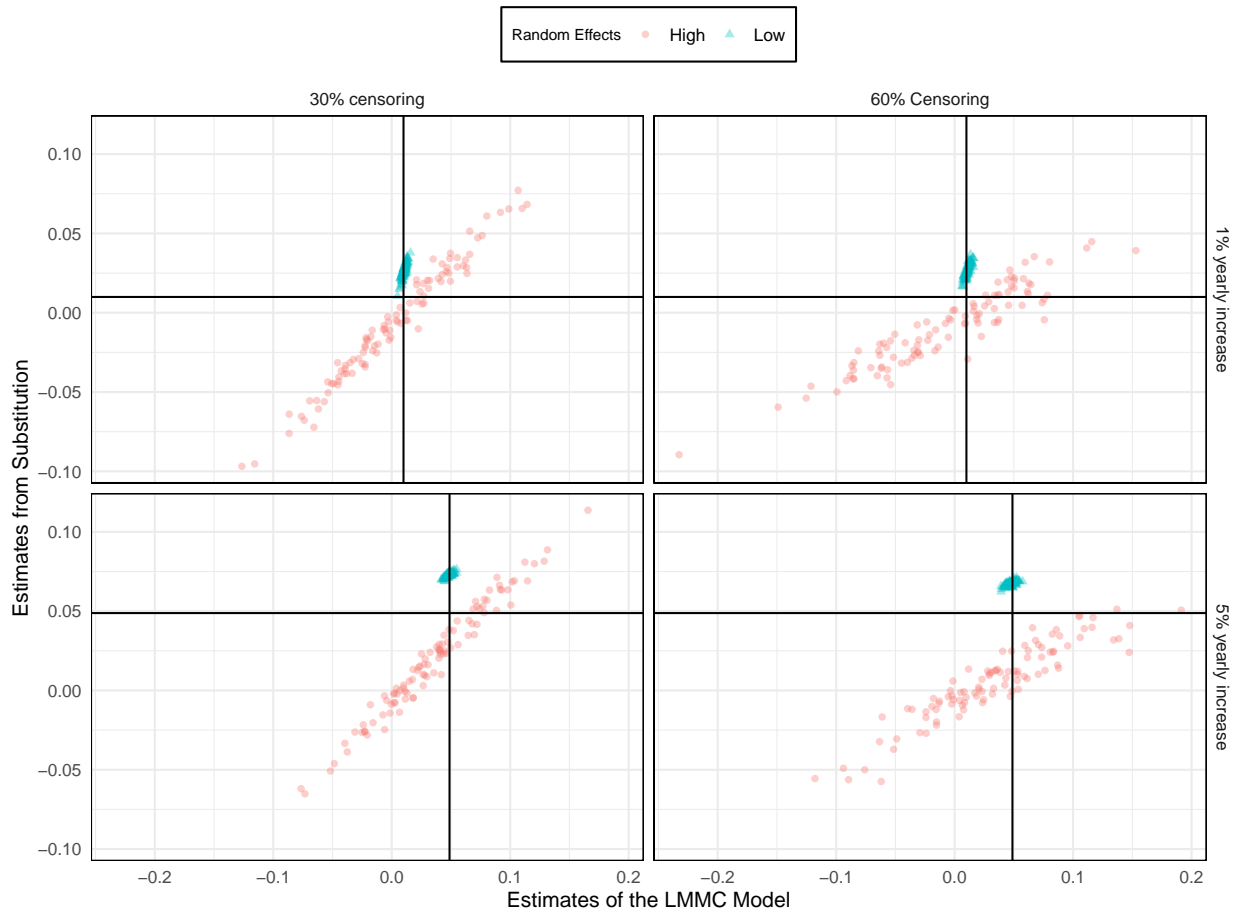 Random Effects High Low
30% censoring
60% Censoring
Estimates from Substitution
0.10
0.05
0.00
−0.05
−0.10
1% yearly increase
0.10
0.05
0.00
−0.05
−0.10
5% yearly increase
−0.2 −0.1 0.0 0.1 0.2
−0.2 −0.1 0.0 0.1 0.2
Estimates of the LMMC Model